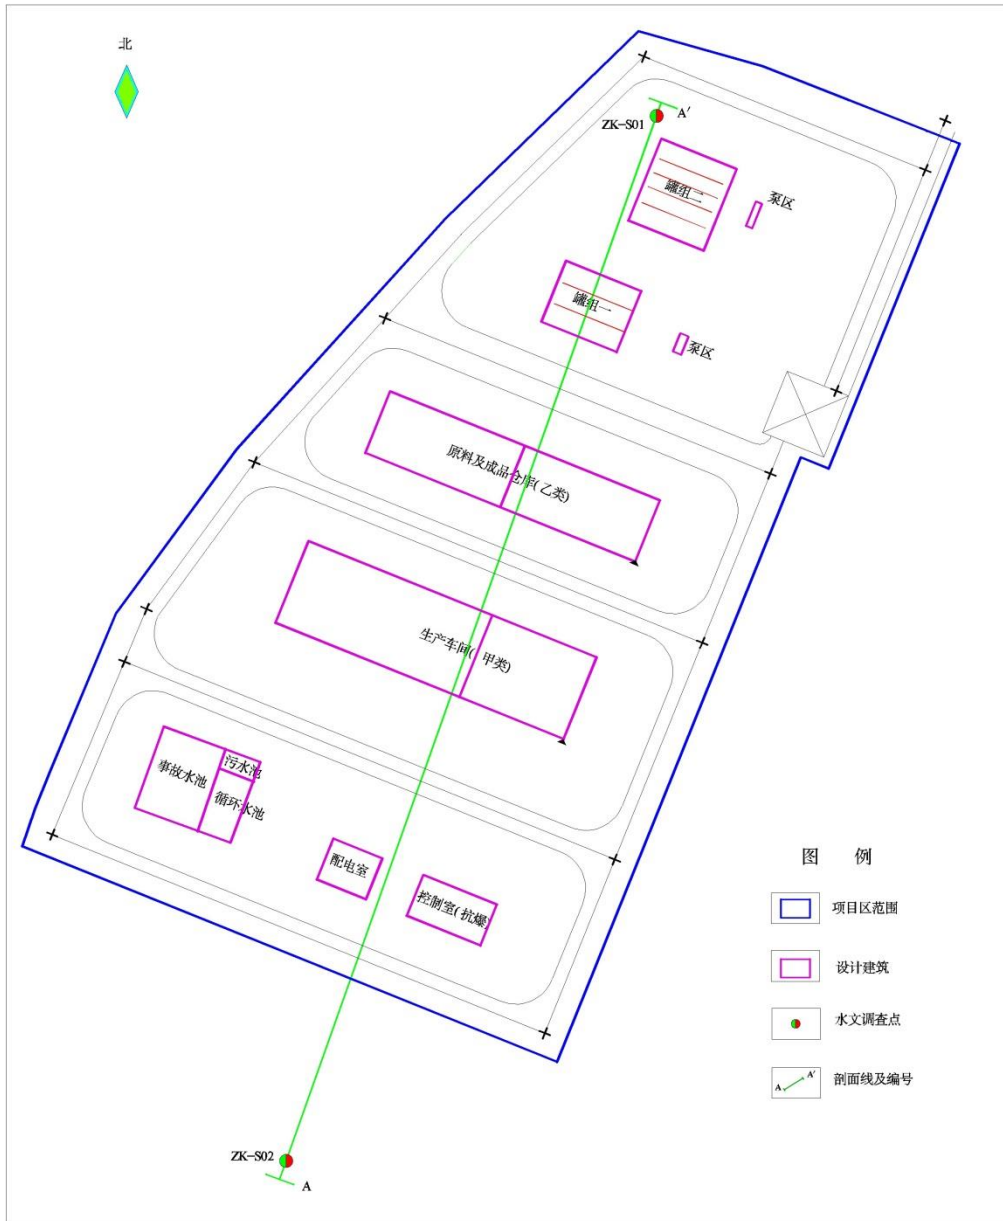 北
A'
ZK-S01
罐组二
泵区
罐组一
泵区
原料及成品仓库(乙类)
生产车间(甲类)
污水池
事故水池
循环水池
配电室
控制室(抗爆)
图 例
项目区范围
设计建筑
水文调查点
A A'
剖面线及编号
ZK-S02
A